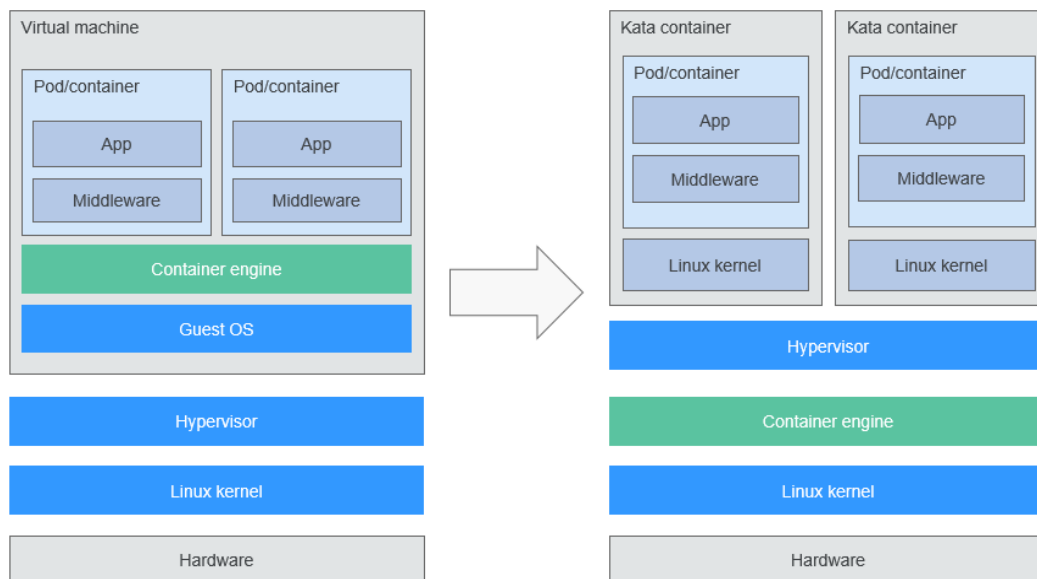 Virtual machine
Pod/container
App
Middleware
Pod/container
App
Middleware
Container engine
Guest OS
Hypervisor
Linux kernel
Hardware
Kata container
Pod/container
App
Middleware
Linux kernel
Kata container
Pod/container
App
Middleware
Linux kernel
Hypervisor
Container engine
Linux kernel
Hardware